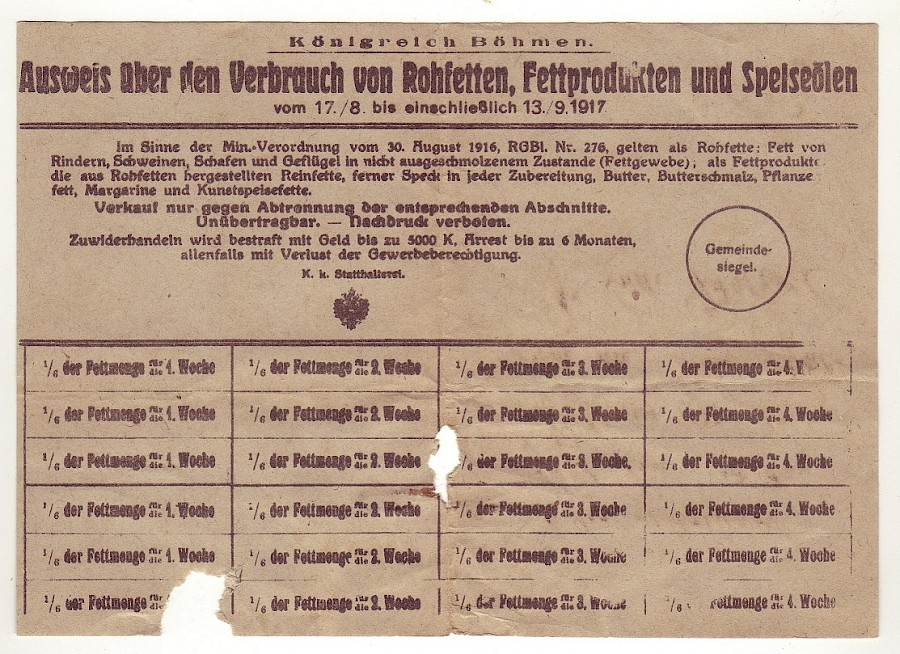 Königreich Böhmen.
Ausweis über den Verbrauch von Rohfetten, Fettprodukten und Speiseölen
vom 17./8. bis einschließlich 13./9.1917
Im Sinne der Min.-Verordnung vom 30. August 1916, RGBl. Nr. 276, gelten als Rohfette: Fett von
Rindern, Schweinen, Schafen und Geflügel in nicht ausgeschmolzenem Zustande (Fettgewebe); als Fettprodukte
die aus Rohfetten hergestellten Reinfette, ferner Speck in jeder Zubereitung, Butter, Butterschmalz, Pflanze
fett, Margarine und Kunstspeisefette.
Verkauf nur gegen Abtrennung der entsprechenden Abschnitte.
Unübertragbar. — Nachdruck verboten.
Zuwiderhandeln wird bestraft mit Geld bis zu 5000 K, Arrest bis zu 6 Monaten,
allenfalls mit Verlust der Gewerbeberechtigung.
K. k. Statthalterei.
Gemeinde-
siegel.
1/6 der Fettmenge für die 1. Woche 1/6 der Fettmenge für die 2. Woche 1/6 der Fettmenge für die 3. Woche 1/6 der Fettmenge für die 4. W
1/6 der Fettmenge für die 1. Woche 1/6 der Fettmenge für die 2. Woche 1/6 der Fettmenge für die 3. Woche 1/6 der Fettmenge für die 4. Woche
1/6 der Fettmenge für die 1. Woche 1/6 der Fettmenge für die 2. Woche 1/6 der Fettmenge für die 3. Woche. 1/6 der Fettmenge für die 4. Woche
1/6 der Fettmenge für die 1. Woche 1/6 der Fettmenge für die 2. Woche 1/6 der Fettmenge für die 3. Woche 1/6 der Fettmenge für die 4. Woche
1/6 der Fettmenge für die 1. Woche 1/6 der Fettmenge für die 2. Woche 1/6 der Fettmenge für die 3. Woche 1/6 der Fettmenge für die 4. Woche
1/6 der Fettmenge für die 1/6 der Fettmenge für die 2. Woche 1/6 der Fettmenge für die 3. Woche 1/6 Fettmenge für die 4. Woche